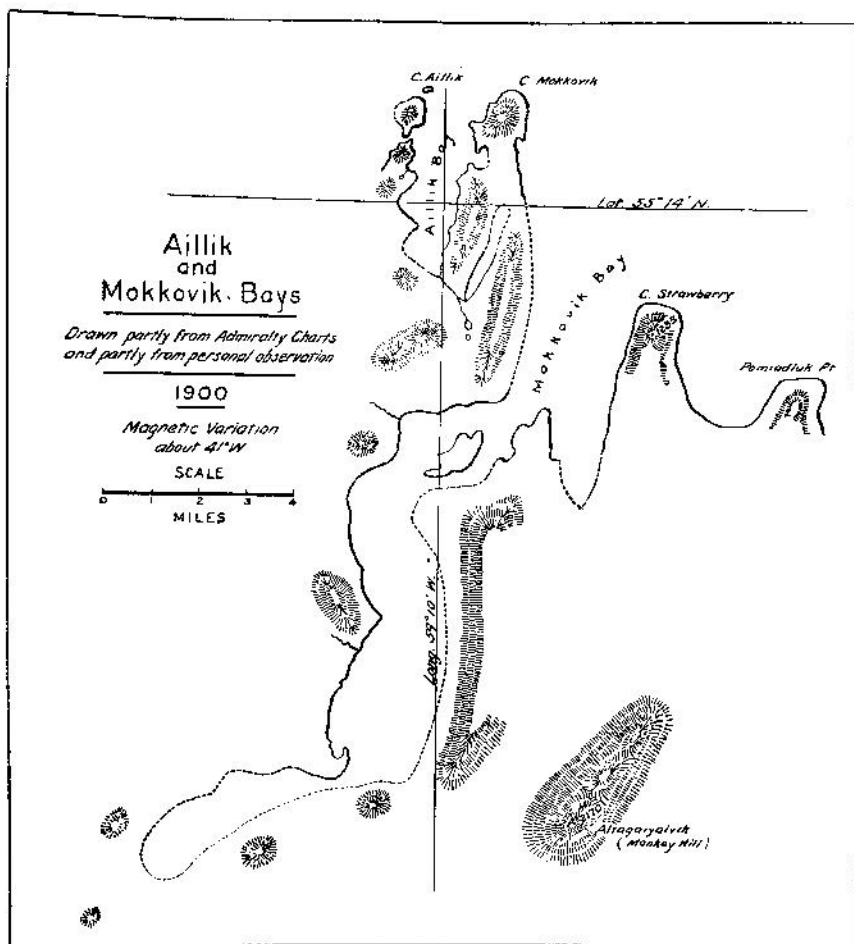 C. Aillik
C. Mokkovik
Aillik Bay
Lat. 55° 14' N.
Aillik
and
Mokkovik. Bays
Drawn partly from Admiralty Charts
and partly from personal observation
1900
Magnetic Variation
about 41° W
SCALE
0 1 2 3 4
MILES
Mokkovik Bay
C. Strawberry
Pomiadluk Pt
Long. 59° 10' W.
(Monkey Hill)